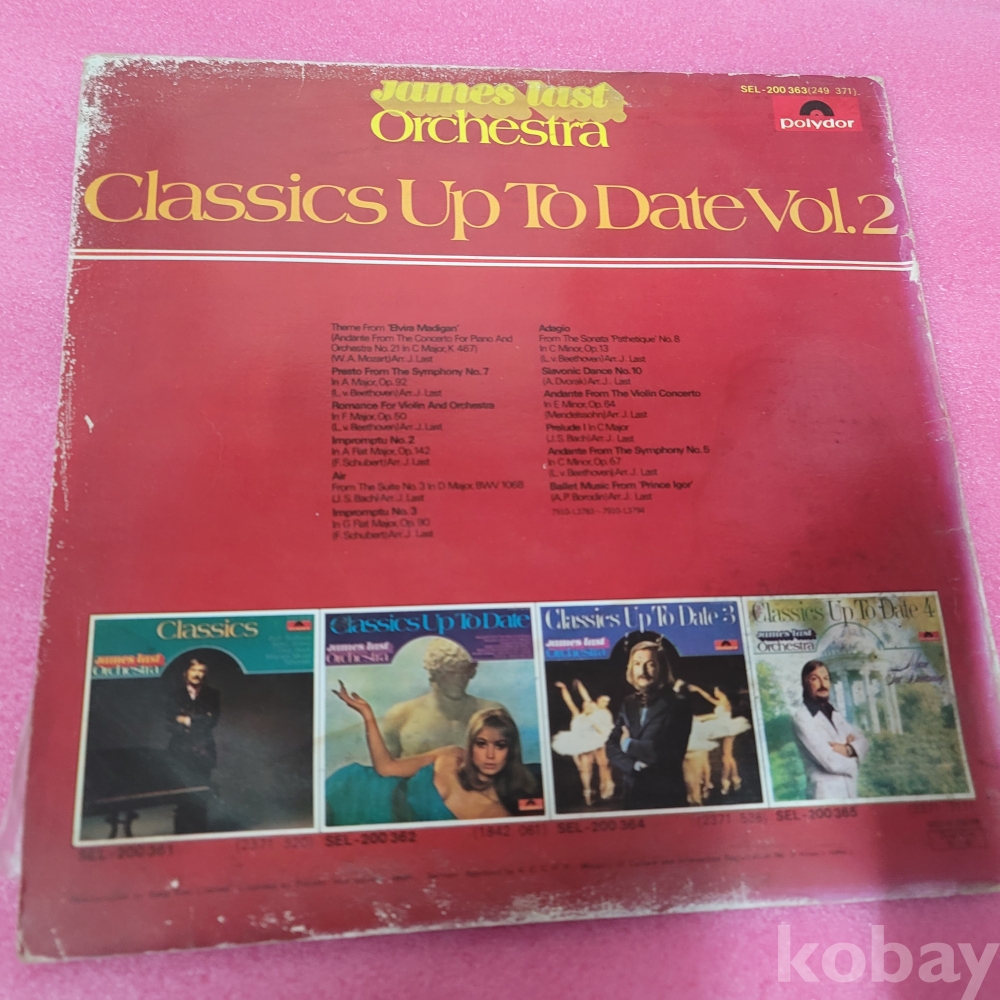 James Last
Orchestra
SEL-200 363(249 371)
polydor
Classics Up To Date Vol.2
Theme From 'Elvira Madigan'
(Andante From The Concerto For Piano And
Orchestra No.21 In C Major, K 467)
(W.A. Mozart)Arr.J. Last
Presto From The Symphony No.7
In A Major, Op.92
(L.v.Beethoven)Arr.J. Last
Romance For Violin And Orchestra
In F Major, Op.50
(L.v.Beethoven)Arr.J. Last
Impromptu No.2
In A Flat Major, Op.142
(F.Schubert)Arr.J. Last
Air
From The Suite No.3 In D Major, BWV 1068
(J.S. Bach)Arr.J. Last
Impromptu No.3
In G Flat Major, Op.90
(F.Schubert)Arr.J. Last
Adagio
From The Sonata 'Pathetique' No.8
In C Minor, Op.13
(L.v.Beethoven)Arr.J. Last
Slavonic Dance No.10
(A.Dvorak)Arr.J. Last
Andante From The Violin Concerto
In E Minor, Op.64
(Mendelssohn)Arr.J. Last
Prelude I In C Major
(J.S. Bach)Arr.J. Last
Andante From The Symphony No.5
In C Minor, Op.67
(L.v.Beethoven)Arr.J. Last
Ballet Music From 'Prince Igor'
(A.P. Borodin)Arr.J. Last
7910-L3783~7910-L3794
Classics
James Last
Orchestra
Classics Up To Date
James Last
Orchestra
Classics Up To Date 3
James Last
Orchestra
Classics Up To Date 4
James Last
Orchestra
SEL-200361 (2371 320)
SEL-200362 (1842 061)
SEL-200364 (2371 538)
SEL-200365
kobay